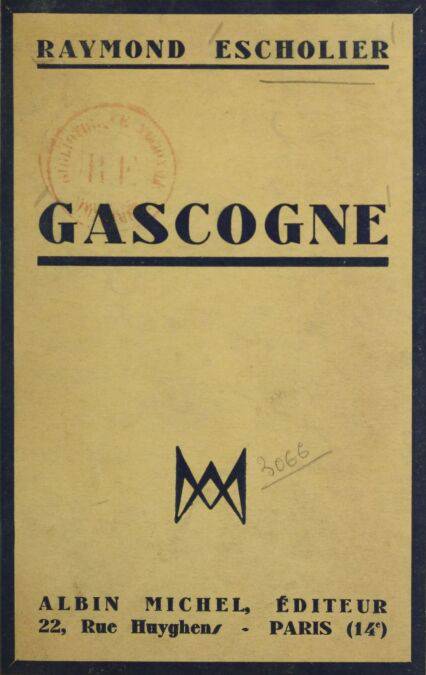 RAYMOND ESCHOLIER
R F
GASCOGNE
3066
ALBIN MICHEL, ÉDITEUR
22, Rue Huyghens - PARIS (14e)